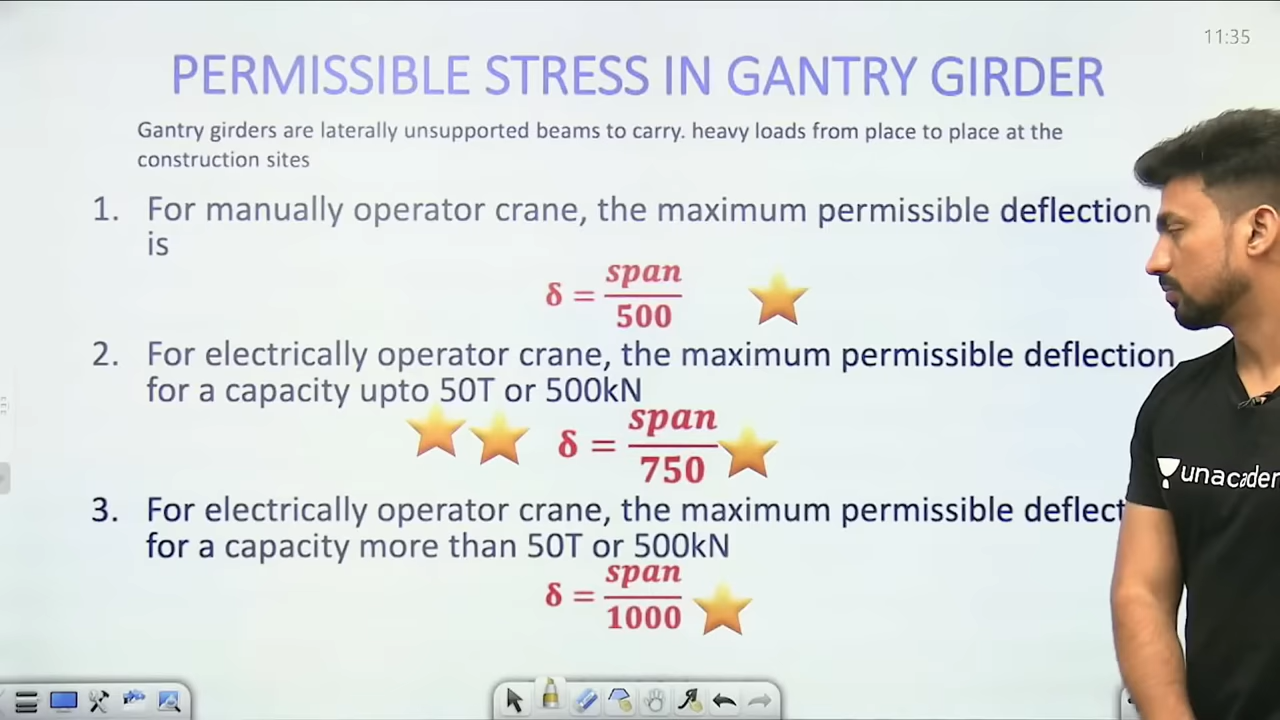 11:35
PERMISSIBLE STRESS IN GANTRY GIRDER
Gantry girders are laterally unsupported beams to carry. heavy loads from place to place at the
construction sites
1. For manually operator crane, the maximum permissible deflection
is
δ = span/500
2. For electrically operator crane, the maximum permissible deflection
for a capacity upto 50T or 500kN
δ = span/750
3. For electrically operator crane, the maximum permissible deflect
for a capacity more than 50T or 500kN
δ = span/1000
unacader